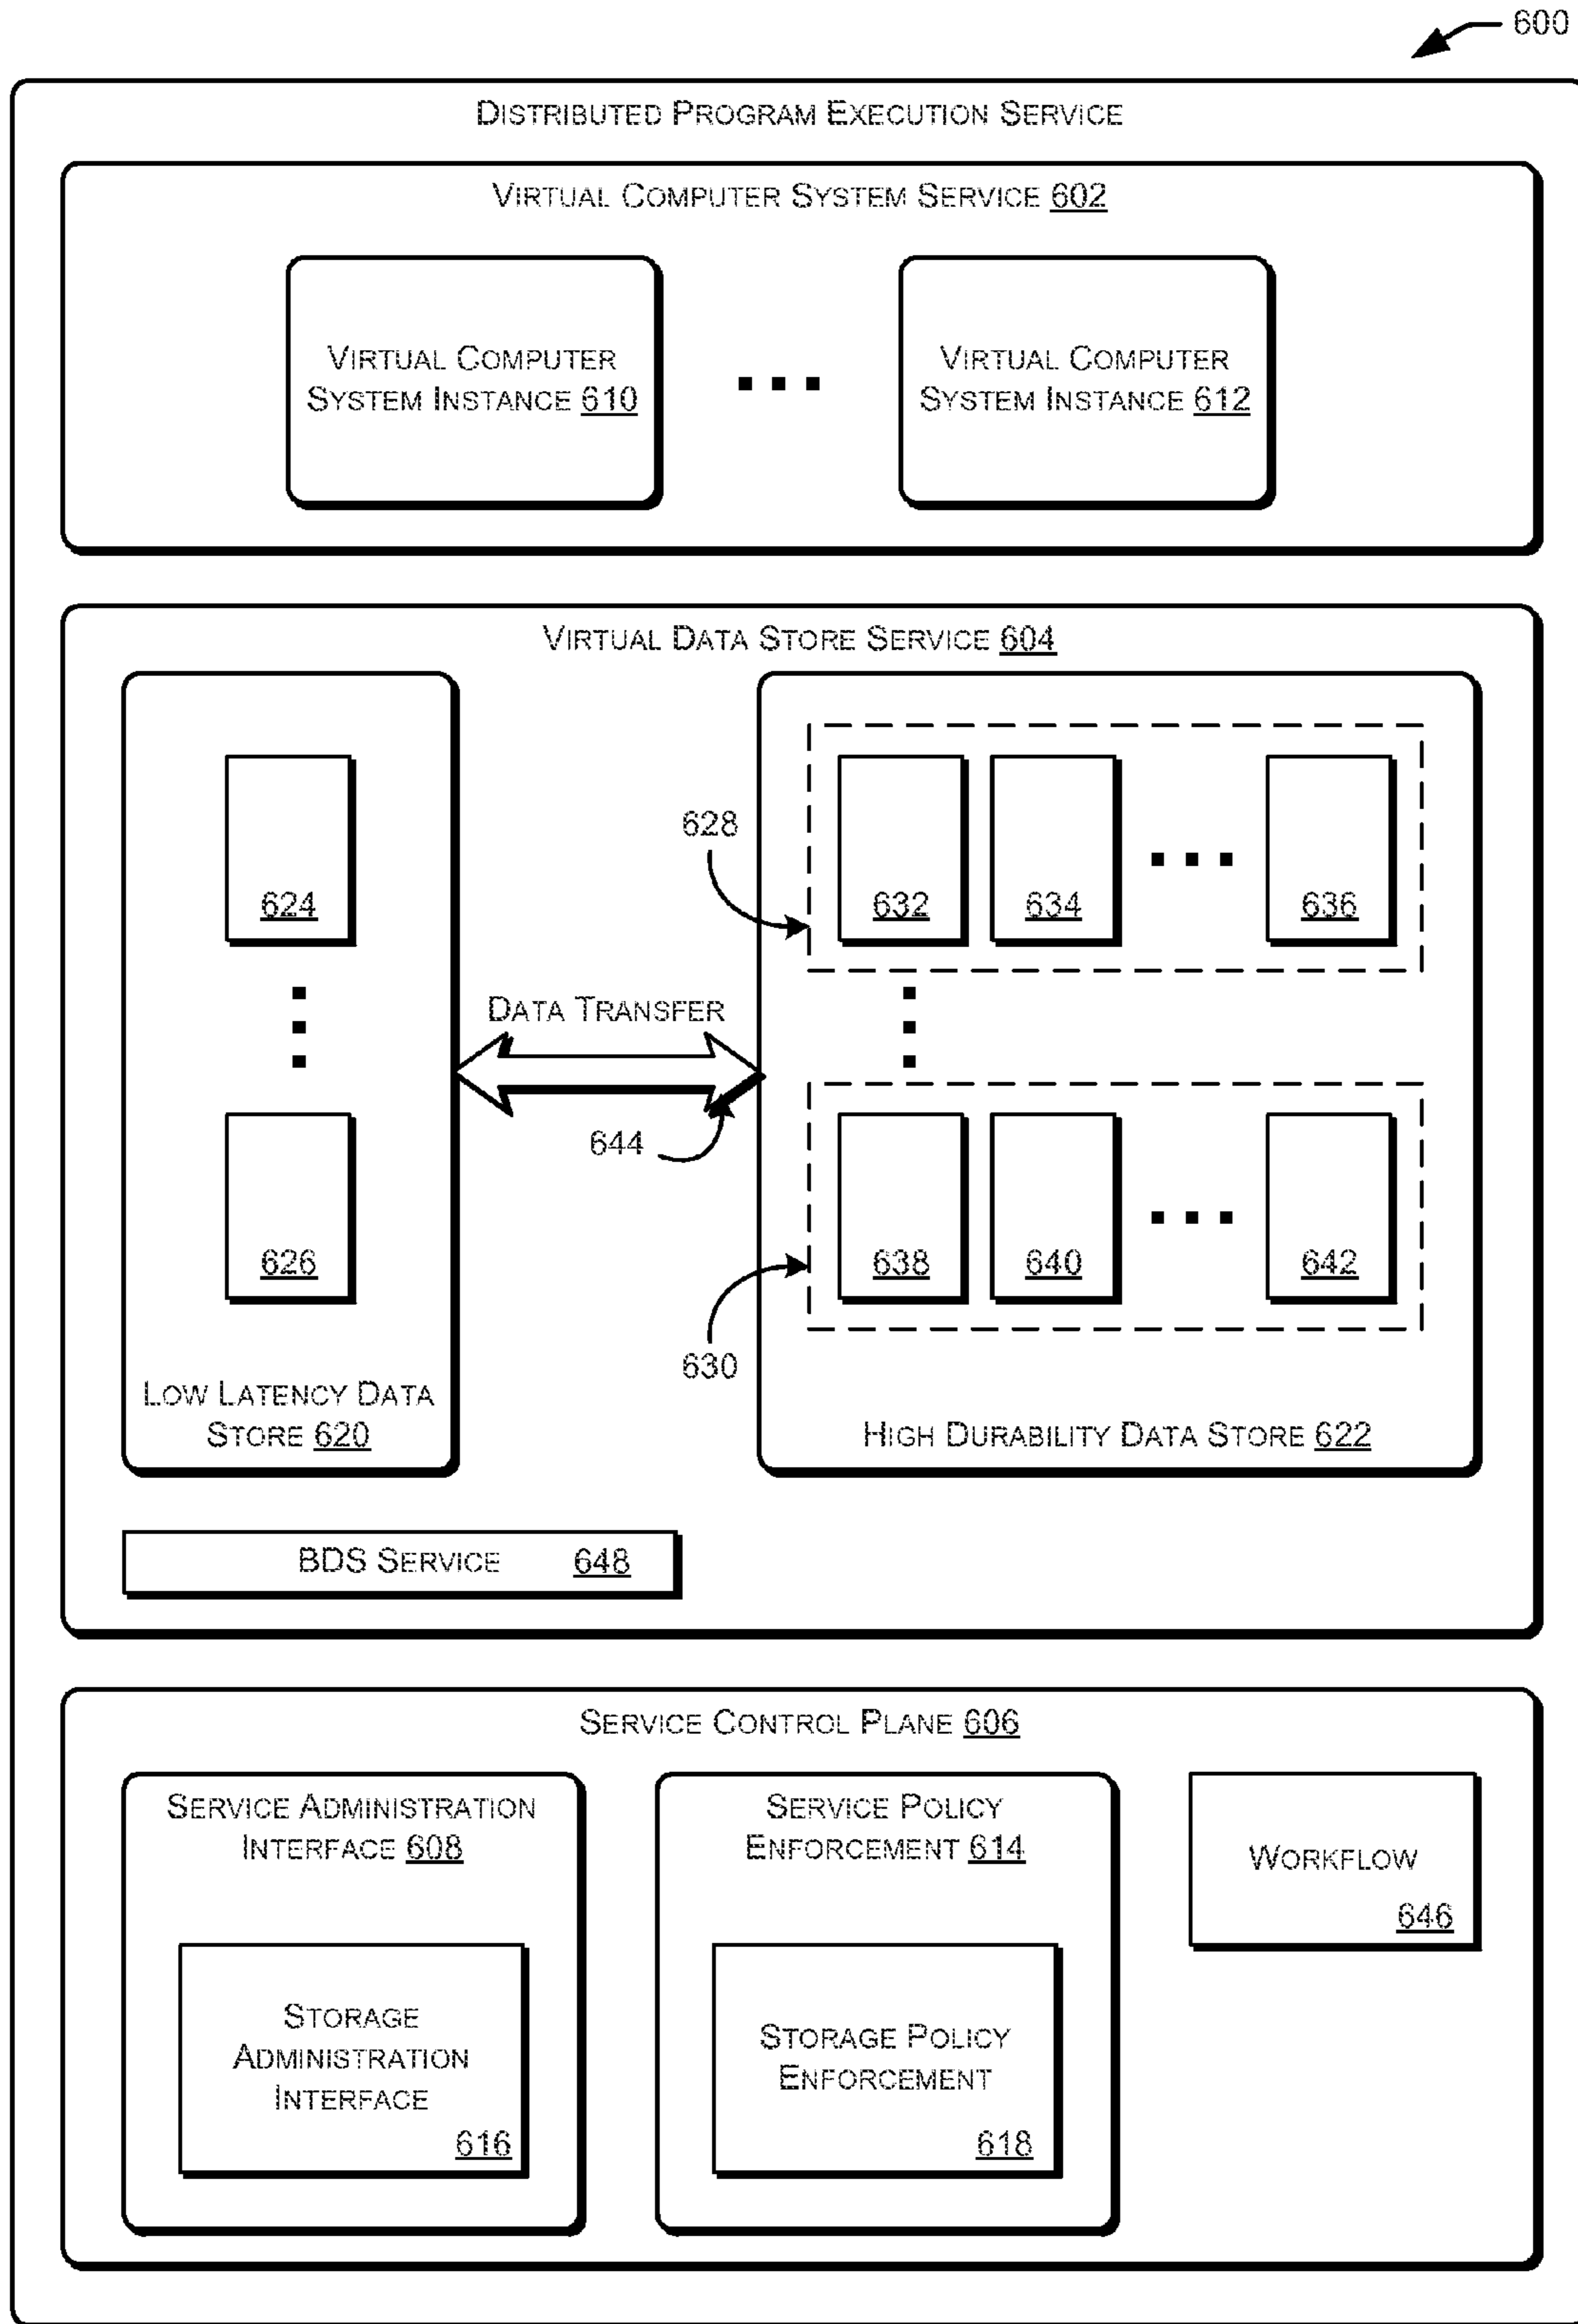 600
DISTRIBUTED PROGRAM EXECUTION SERVICE
VIRTUAL COMPUTER SYSTEM SERVICE 602
VIRTUAL COMPUTER
SYSTEM INSTANCE 610
VIRTUAL COMPUTER
SYSTEM INSTANCE 612
VIRTUAL DATA STORE SERVICE 604
624
626
LOW LATENCY DATA
STORE 620
DATA TRANSFER
644
628
632
634
636
630
638
640
642
HIGH DURABILITY DATA STORE 622
BDS SERVICE 648
SERVICE CONTROL PLANE 606
SERVICE ADMINISTRATION
INTERFACE 608
STORAGE
ADMINISTRATION
INTERFACE
616
SERVICE POLICY
ENFORCEMENT 614
STORAGE POLICY
ENFORCEMENT
618
WORKFLOW
646